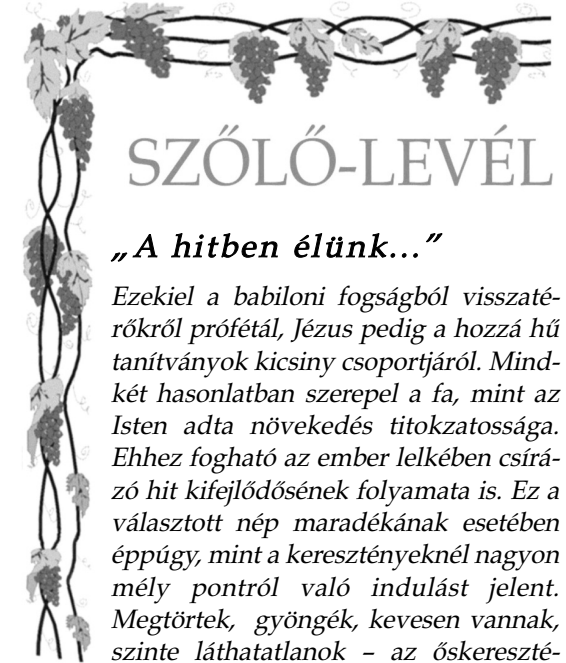 SZŐLŐ-LEVÉL
„A hitben élünk...”
Ezekiel a babiloni fogságból visszaté-
rőkről prófétál, Jézus pedig a hozzá hű
tanítványok kicsiny csoportjáról. Mind-
két hasonlatban szerepel a fa, mint az
Isten adta növekedés titokzatossága.
Ehhez fogható az ember lelkében csírá-
zó hit kifejlődősének folyamata is. Ez a
választott nép maradékának esetében
éppúgy, mint a keresztényeknél nagyon
mély pontról való indulást jelent.
Megtörtek, gyöngék, kevesen vannak,
szinte láthatatlanok – az őskereszté-